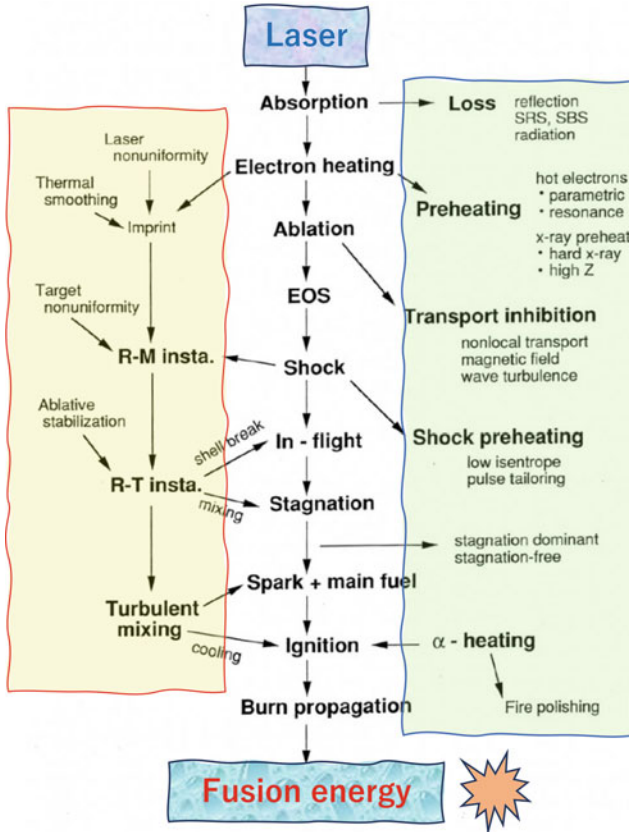 Laser
Absorption
Loss
reflection
SRS, SBS
radiation
Laser
nonuniformity
Electron heating
Thermal
smoothing
Imprint
Preheating
hot electrons
• parametric
• resonance
x-ray preheat
• hard x-ray
• high Z
Ablation
EOS
Target
nonuniformity
Transport inhibition
nonlocal transport
magnetic field
wave turbulence
R-M insta.
Shock
Ablative
stabilization
shell break
In - flight
Shock preheating
low isentrope
pulse tailoring
R-T insta.
mixing
Stagnation
stagnation dominant
stagnation-free
Spark + main fuel
Turbulent
mixing
cooling
Ignition
α - heating
Burn propagation
Fire polishing
Fusion energy